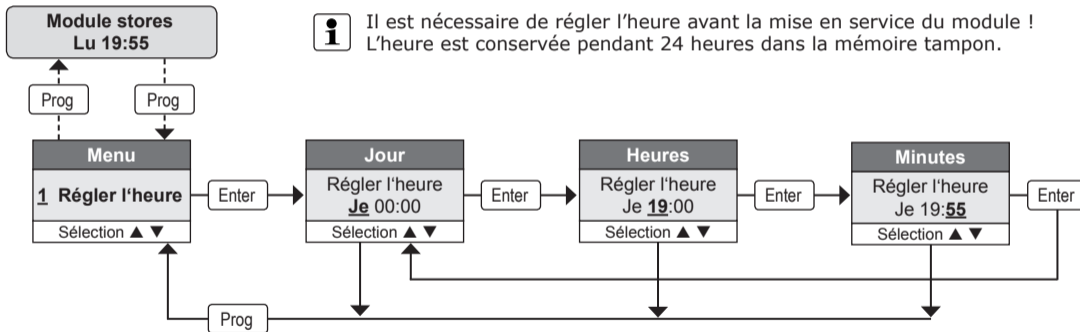 Module stores
Lu 19:55
i Il est nécessaire de régler l'heure avant la mise en service du module !
L'heure est conservée pendant 24 heures dans la mémoire tampon.
Prog
Prog
Menu
1 Régler l'heure
Sélection ▲ ▼
Enter
Jour
Régler l'heure
Je 00:00
Sélection ▲ ▼
Enter
Heures
Régler l'heure
Je 19:00
Sélection ▲ ▼
Enter
Minutes
Régler l'heure
Je 19:55
Sélection ▲ ▼
Enter
Prog